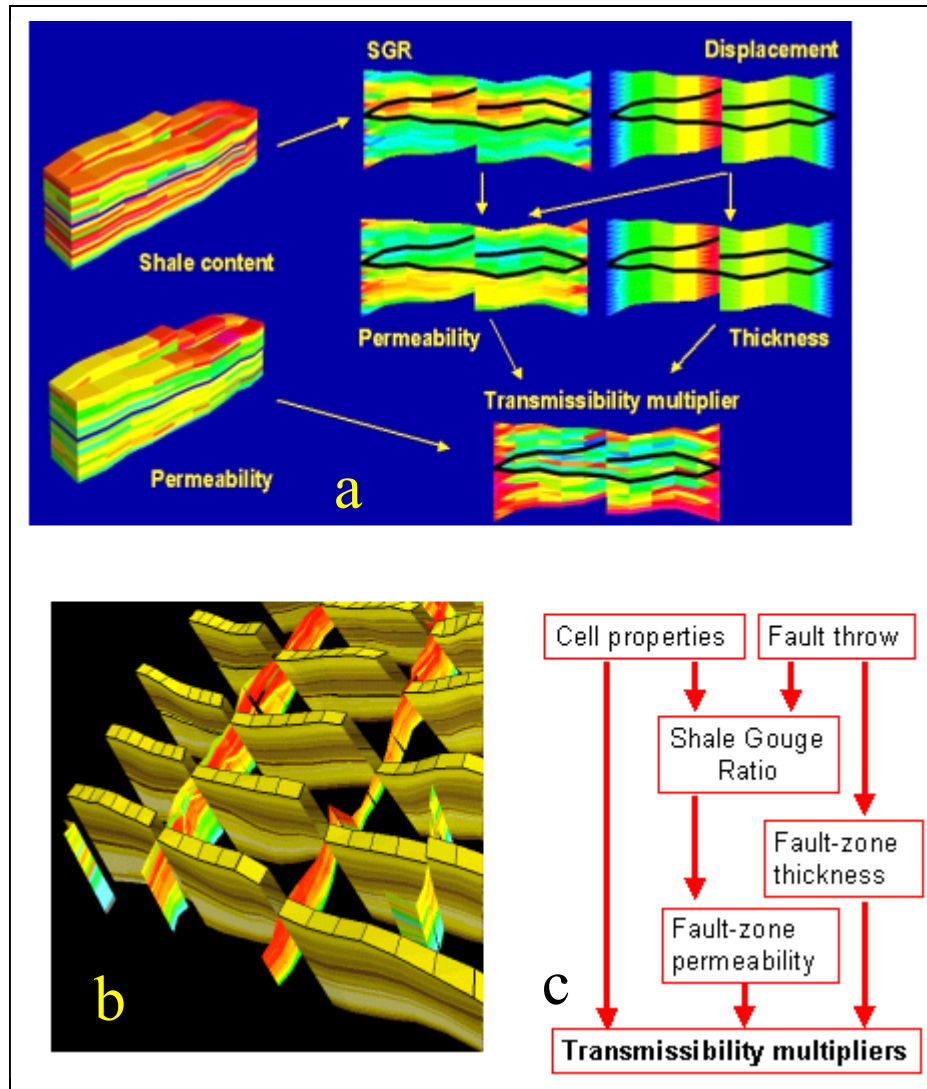 SGR
Displacement
Shale content
Permeability
Thickness
Transmissibility multiplier
Permeability
a
b
Cell properties
Fault throw
Shale Gouge
Ratio
Fault-zone
thickness
Fault-zone
permeability
c
Transmissibility multipliers